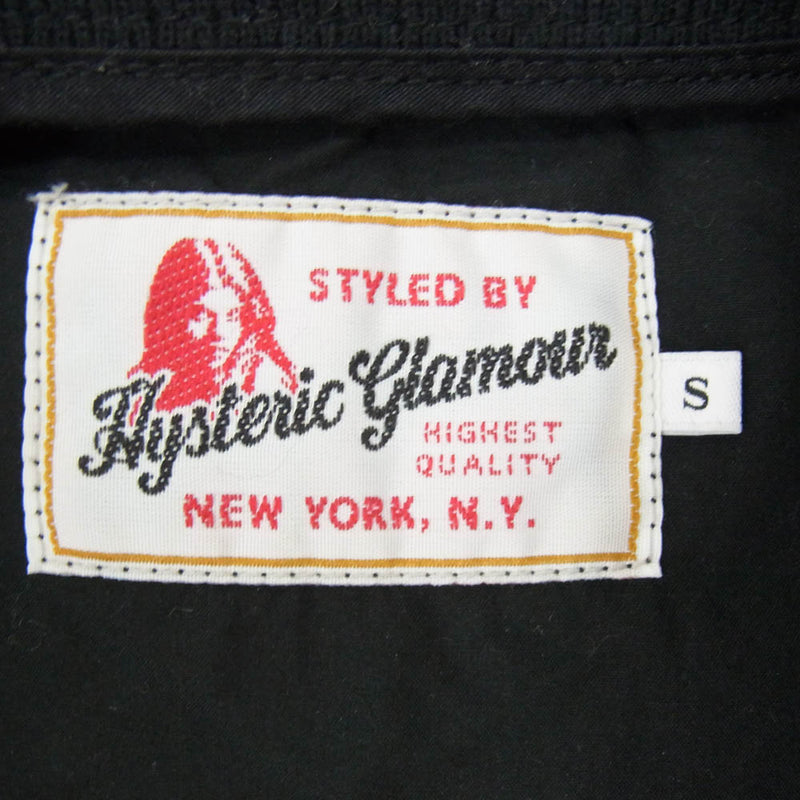 STYLED BY
Hysteric Glamour
HIGHEST
QUALITY
NEW YORK, N.Y.
S